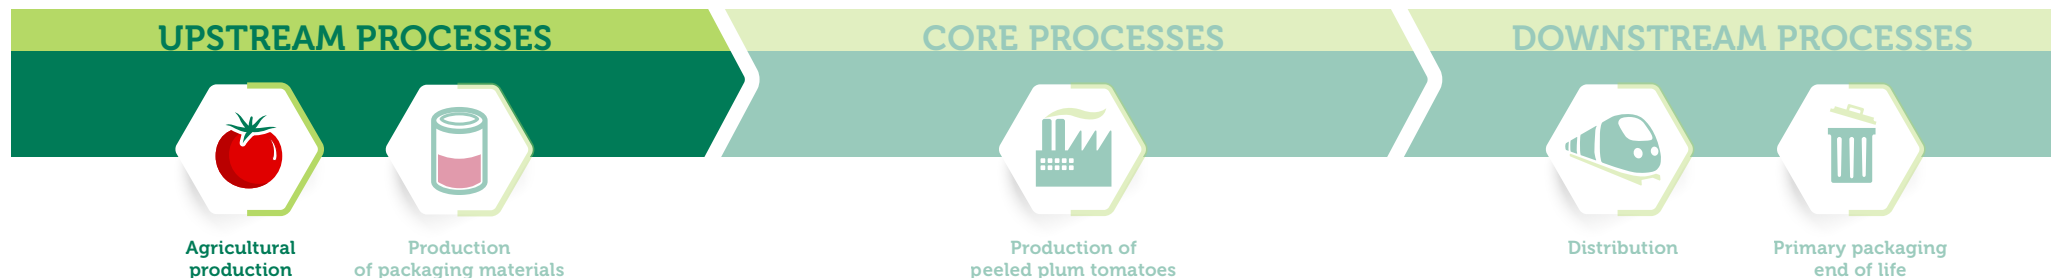 UPSTREAM PROCESSES
CORE PROCESSES
DOWNSTREAM PROCESSES
Agricultural
production
Production
of packaging materials
Production of
peeled plum tomatoes
Distribution
Primary packaging
end of life